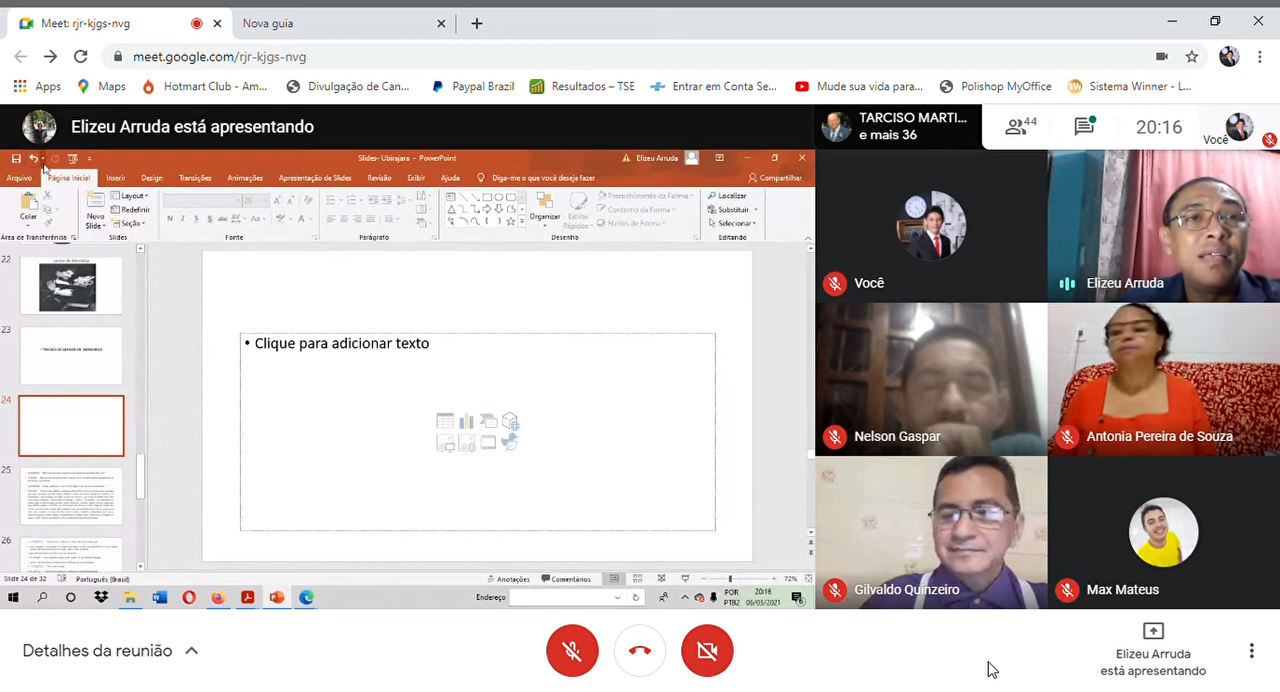 Meet: rjr-kjgs-nvg
Nova guia
meet.google.com/rjr-kjgs-nvg
Apps
Maps
Hotmart Club - Am...
Divulgação de Can...
Paypal Brazil
Resultados – TSE
Entrar em Conta Se...
Mude sua vida para...
Polishop MyOffice
Sistema Winner - L...
Elizeu Arruda está apresentando
TARCISO MARTI...
e mais 36
44
20:16
Você
Slides- Ubirajara - PowerPoint
Elizeu Arruda
Arquivo
Página Inicial
Inserir
Design
Transições
Animações
Apresentação de Slides
Revisão
Exibir
Ajuda
Diga-me o que você deseja fazer
Compartilhar
Colar
Novo
Slide
Layout
Redefinir
Seção
Organizar
Estilos
Rápidos
Preenchimento da Forma
Contorno da Forma
Efeitos de Forma
Localizar
Substituir
Selecionar
Área de Transferência
Slides
Fonte
Parágrafo
Desenho
Editando
22
23
24
25
26
• Clique para adicionar texto
Slide 24 de 32
Português (Brasil)
Anotações
Comentários
72%
Endereço
POR
PTB2
20:16
06/03/2021
Você
Elizeu Arruda
Nelson Gaspar
Antonia Pereira de Souza
Gilvaldo Quinzeiro
Max Mateus
Detalhes da reunião
Elizeu Arruda
está apresentando